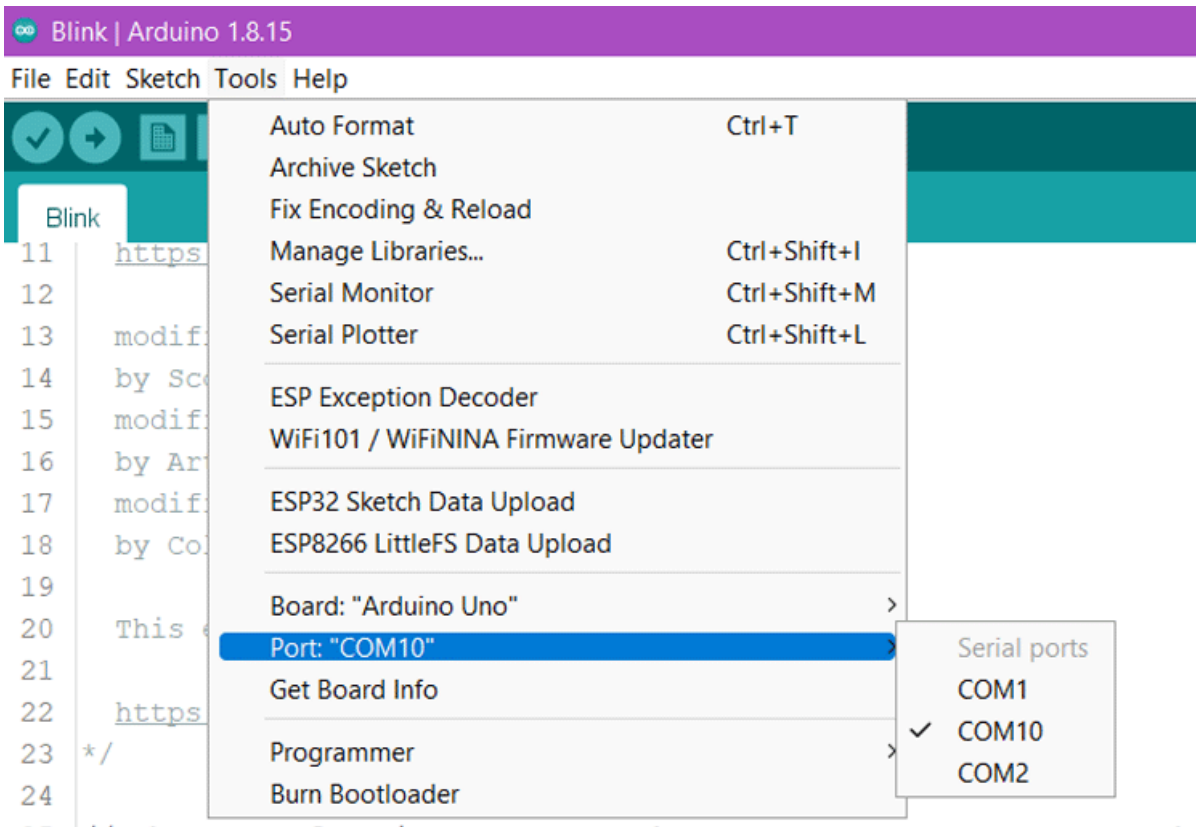 Blink | Arduino 1.8.15
File Edit Sketch Tools Help
Auto Format Ctrl+T
Archive Sketch
Fix Encoding & Reload
Manage Libraries... Ctrl+Shift+I
Serial Monitor Ctrl+Shift+M
Serial Plotter Ctrl+Shift+L
ESP Exception Decoder
WiFi101 / WiFiNINA Firmware Updater
ESP32 Sketch Data Upload
ESP8266 LittleFS Data Upload
Board: "Arduino Uno"
Port: "COM10"
Get Board Info
Programmer
Burn Bootloader
Serial ports
COM1
COM10
COM2
Blink
11 https
12
13 modif
14 by Sc
15 modif
16 by Ar
17 modif
18 by Co
19
20 This
21
22 https
23 */
24